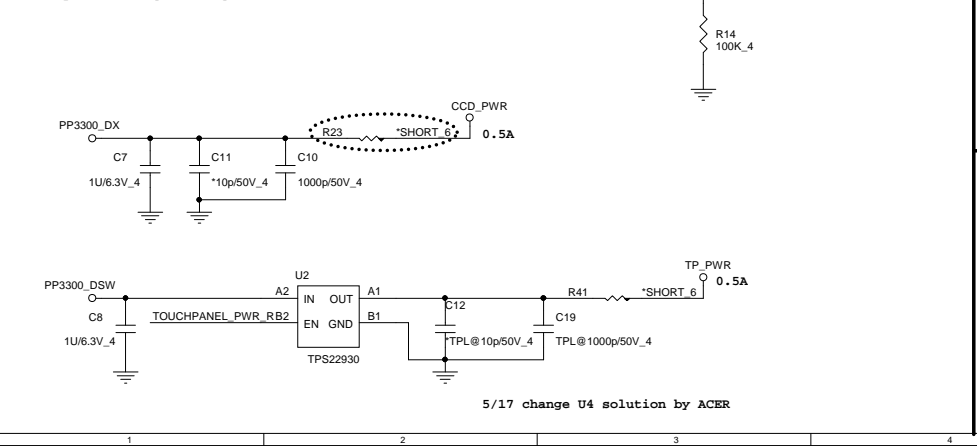 R14
100K_4
CCD_PWR
PP3300_DX
R23
*SHORT_6
0.5A
C7
C11
C10
1U/6.3V_4
*10p/50V_4
1000p/50V_4
TP_PWR
U2
PP3300_DSW
0.5A
A2
IN OUT
A1
R41
*SHORT_6
C12
C8
TOUCHPANEL_PWR_R
B2
EN GND
B1
C19
1U/6.3V_4
*TPL@10p/50V_4
TPL@1000p/50V_4
TPS22930
5/17 change U4 solution by ACER
1
2
3
4